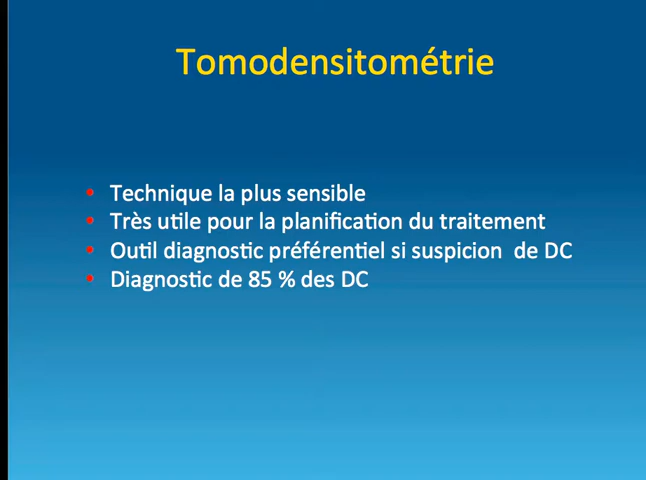 Tomodensitométrie
• Technique la plus sensible
• Très utile pour la planification du traitement
• Outil diagnostic préférentiel si suspicion de DC
• Diagnostic de 85 % des DC